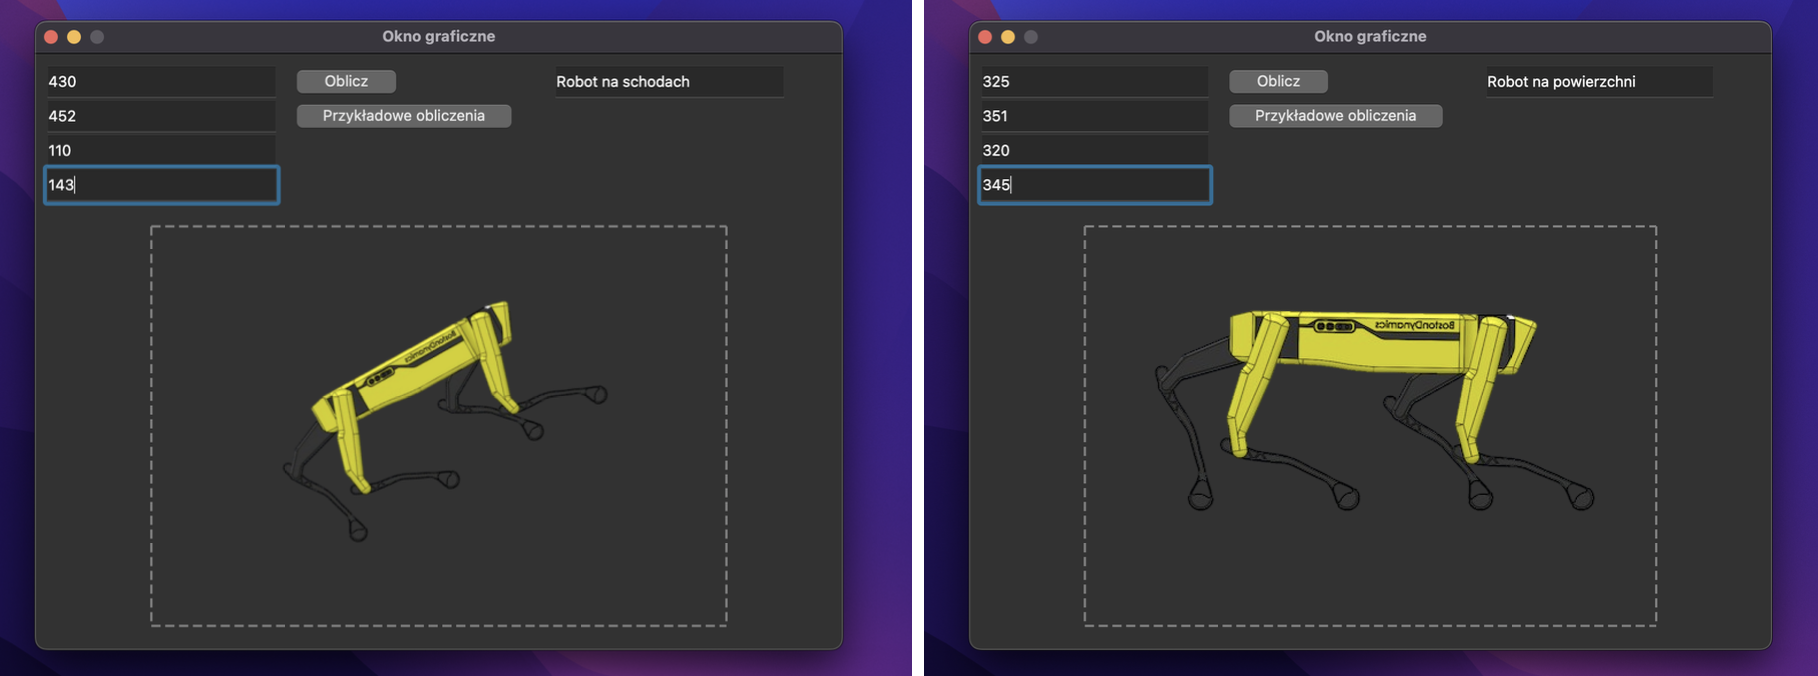 Okno graficzne
430
Oblicz
Robot na schodach
452
Przykładowe obliczenia
110
143
BostonDynamics
Okno graficzne
325
Oblicz
Robot na powierzchni
351
Przykładowe obliczenia
320
345
BostonDynamics